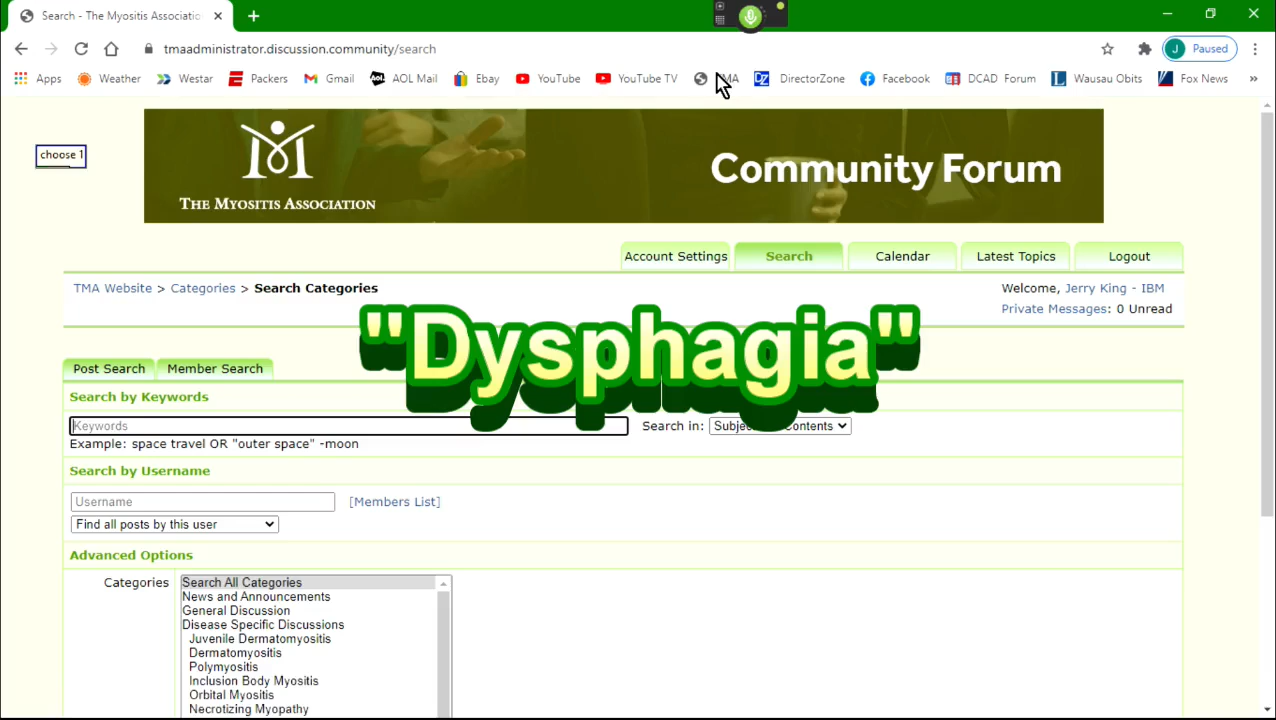 Search - The Myositis Associatio
tmaadministrator.discussion.community/search
J Paused
Apps Weather Westar Packers Gmail AOL Mail Ebay YouTube YouTube TV TMA DirectorZone Facebook DCAD Forum Wausau Obits Fox News »
choose 1
THE MYOSITIS ASSOCIATION
Community Forum
Account Settings Search Calendar Latest Topics Logout
TMA Website > Categories > Search Categories
Welcome, Jerry King - IBM
Private Messages: 0 Unread
"Dysphagia"
Post Search Member Search
Search by Keywords
Keywords Search in: Subjec Contents
Example: space travel OR "outer space" -moon
Search by Username
Username [Members List]
Find all posts by this user
Advanced Options
Categories Search All Categories
News and Announcements
General Discussion
Disease Specific Discussions
Juvenile Dermatomyositis
Dermatomyositis
Polymyositis
Inclusion Body Myositis
Orbital Myositis
Necrotizing Myopathy